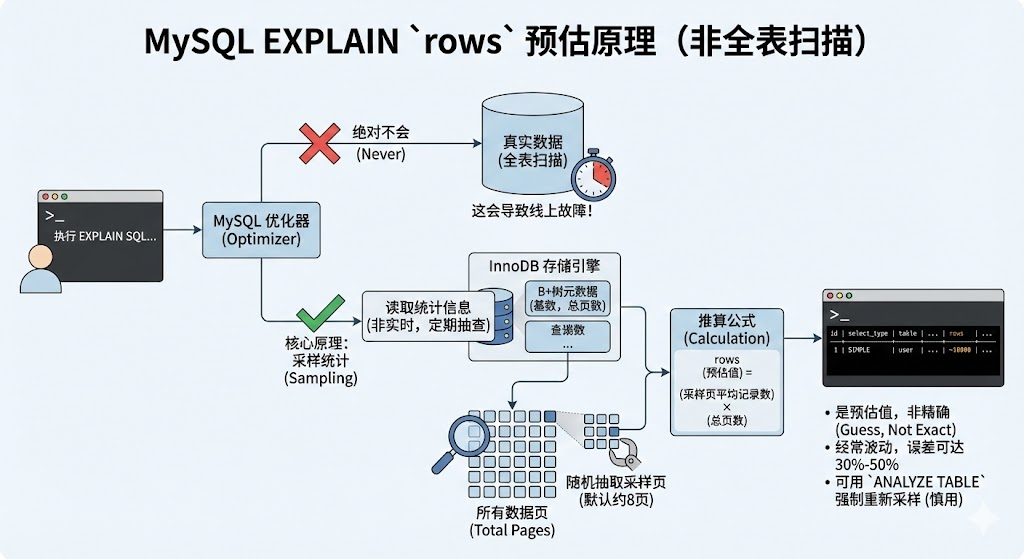 MySQL EXPLAIN `rows` 预估原理（非全表扫描）
绝对不会
(Never)
真实数据
(全表扫描)
这会导致线上故障！
>_
执行 EXPLAIN SQL...
MySQL 优化器
(Optimizer)
核心原理：
采样统计
(Sampling)
读取统计信息
(非实时，定期抽查)
InnoDB 存储引擎
B+树元数据
(基数，总页数)
...
所有数据页
(Total Pages)
随机抽取采样页
(默认约8页)
推算公式
(Calculation)
rows
(预估值) =
(采样页平均记录数)
×
(总页数)
>_
id | select_type | table | ... | rows | ...
1 | SIMPLE | user | ... | ~10000 | ...
• 是预估值，非精确
(Guess, Not Exact)
• 经常波动，误差可达
30%-50%
• 可用 `ANALYZE TABLE`
强制重新采样 (慎用)